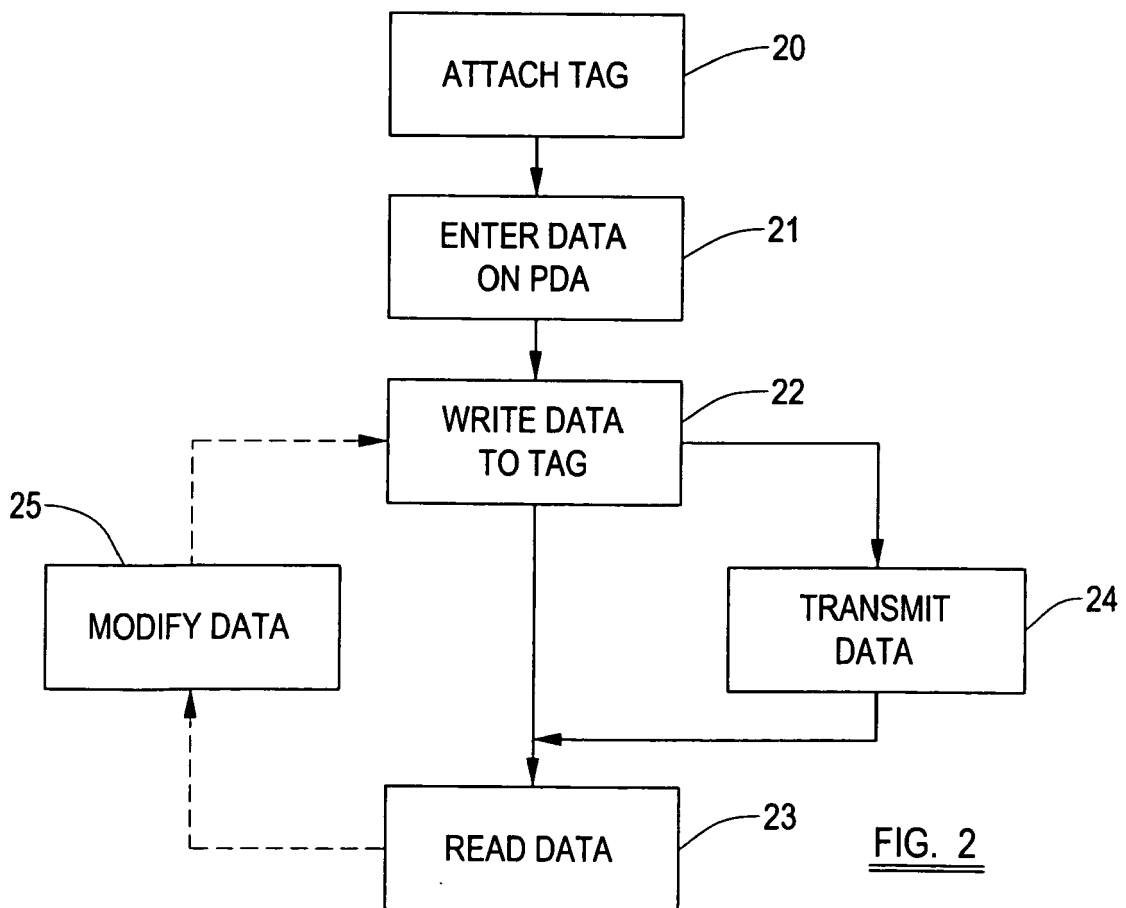 ATTACH TAG
20
ENTER DATA
ON PDA
21
WRITE DATA
TO TAG
22
25
MODIFY DATA
TRANSMIT
DATA
24
READ DATA
23
FIG. 2